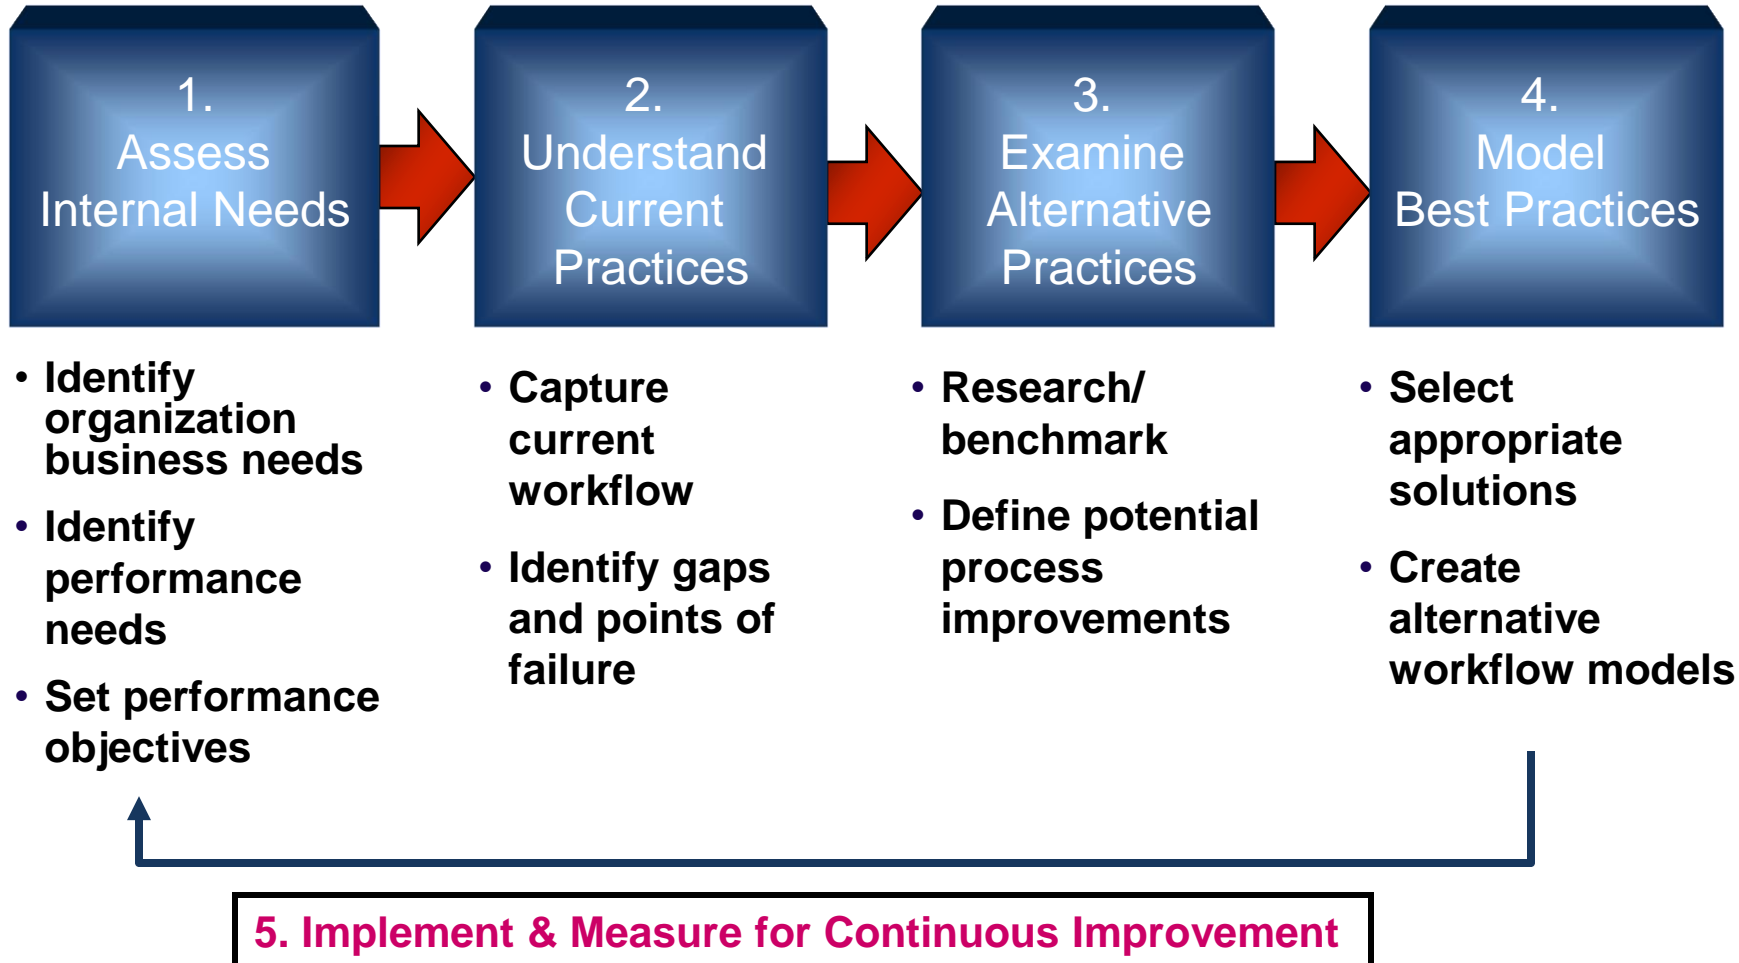 1.
Assess
Internal Needs
2.
Understand
Current
Practices
3.
Examine
Alternative
Practices
4.
Model
Best Practices
• Identify
organization
business needs
• Identify
performance
needs
• Set performance
objectives
• Capture
current
workflow
• Identify gaps
and points of
failure
• Research/
benchmark
• Define potential
process
improvements
• Select
appropriate
solutions
• Create
alternative
workflow models
5. Implement & Measure for Continuous Improvement